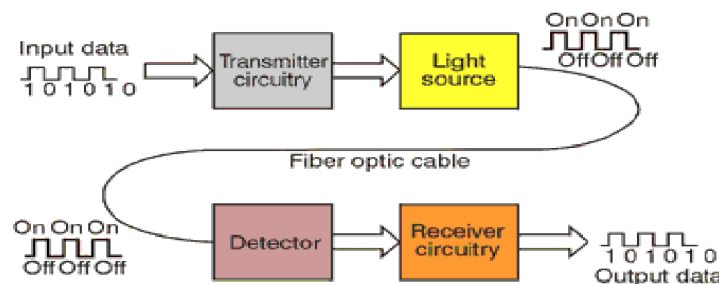 Input data
1 0 1 0 1 0
Transmitter
circuitry
Light
source
On On On
Off Off Off
Fiber optic cable
On On On
Off Off Off
Detector
Receiver
circuitry
1 0 1 0 1 0
Output data